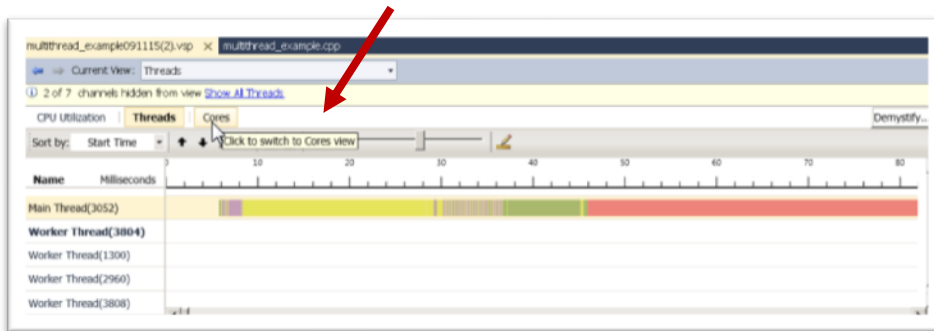 multithread_example091115(2).vsp × multithread_example.cpp
Current View: Threads
2 of 7 channels hidden from view Show All Threads
CPU Utilization Threads Cores Demystify...
Sort by: Start Time Click to switch to Cores view
0 10 20 30 40 50 60 70 80
Name Milliseconds
Main Thread(3052)
Worker Thread(3804)
Worker Thread(1300)
Worker Thread(2960)
Worker Thread(3808)